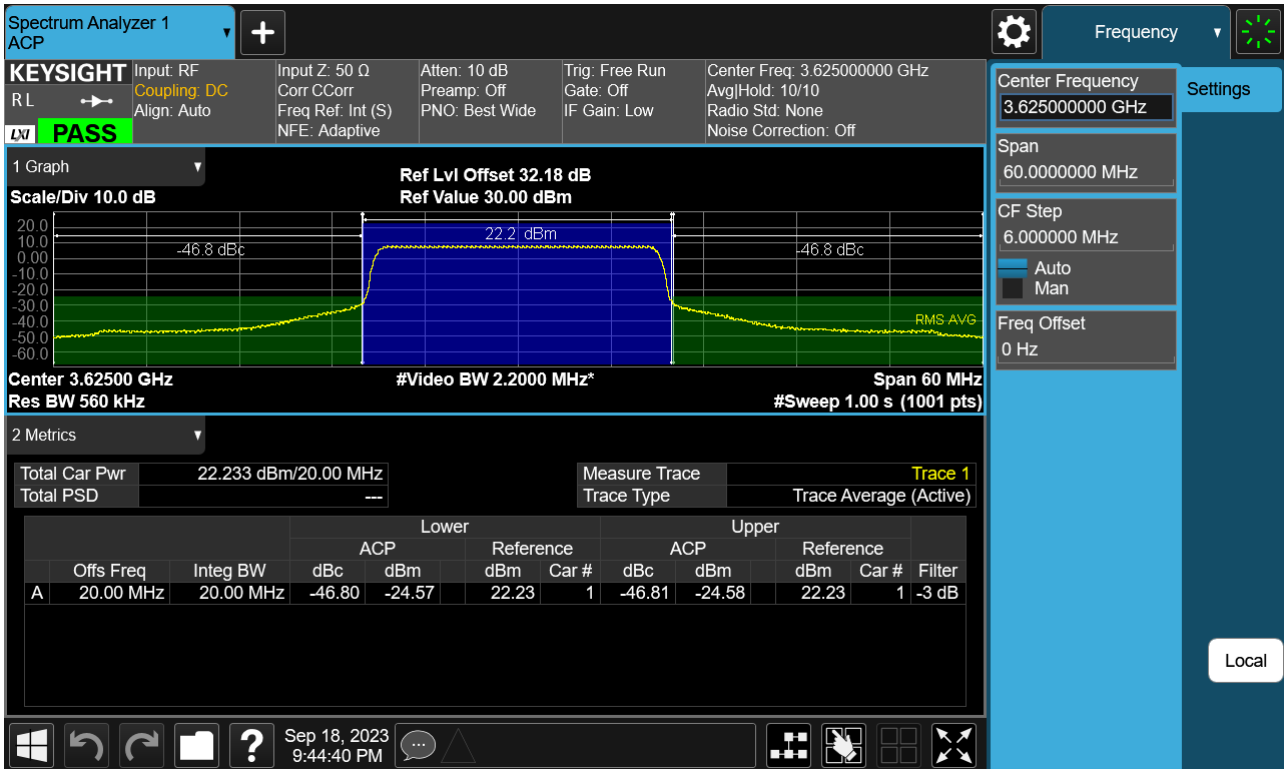 Spectrum Analyzer 1
ACP
+
Frequency
KEYSIGHT
R L
LXI PASS
Input: RF
Coupling: DC
Align: Auto
Input Z: 50 Ω
Corr CCorr
Freq Ref: Int (S)
NFE: Adaptive
Atten: 10 dB
Preamp: Off
PNO: Best Wide
Trig: Free Run
Gate: Off
IF Gain: Low
Center Freq: 3.625000000 GHz
Avg|Hold: 10/10
Radio Std: None
Noise Correction: Off
1 Graph
Scale/Div 10.0 dB
Ref Lvl Offset 32.18 dB
Ref Value 30.00 dBm
20.0
10.0
0.00
-10.0
-20.0
-30.0
-40.0
-50.0
-60.0
-46.8 dBc
22.2 dBm
-46.8 dBc
RMS AVG
Center 3.62500 GHz
#Video BW 2.2000 MHz*
Span 60 MHz
Res BW 560 kHz
#Sweep 1.00 s (1001 pts)
2 Metrics
Total Car Pwr 22.233 dBm/20.00 MHz
Total PSD ---
Measure Trace Trace 1
Trace Type Trace Average (Active)
Lower Upper
ACP Reference ACP Reference
Offs Freq Integ BW dBc dBm dBm Car # dBc dBm dBm Car # Filter
A 20.00 MHz 20.00 MHz -46.80 -24.57 22.23 1 -46.81 -24.58 22.23 1 -3 dB
Center Frequency
3.625000000 GHz
Span
60.0000000 MHz
CF Step
6.000000 MHz
Auto
Man
Freq Offset
0 Hz
Settings
Local
?
Sep 18, 2023
9:44:40 PM